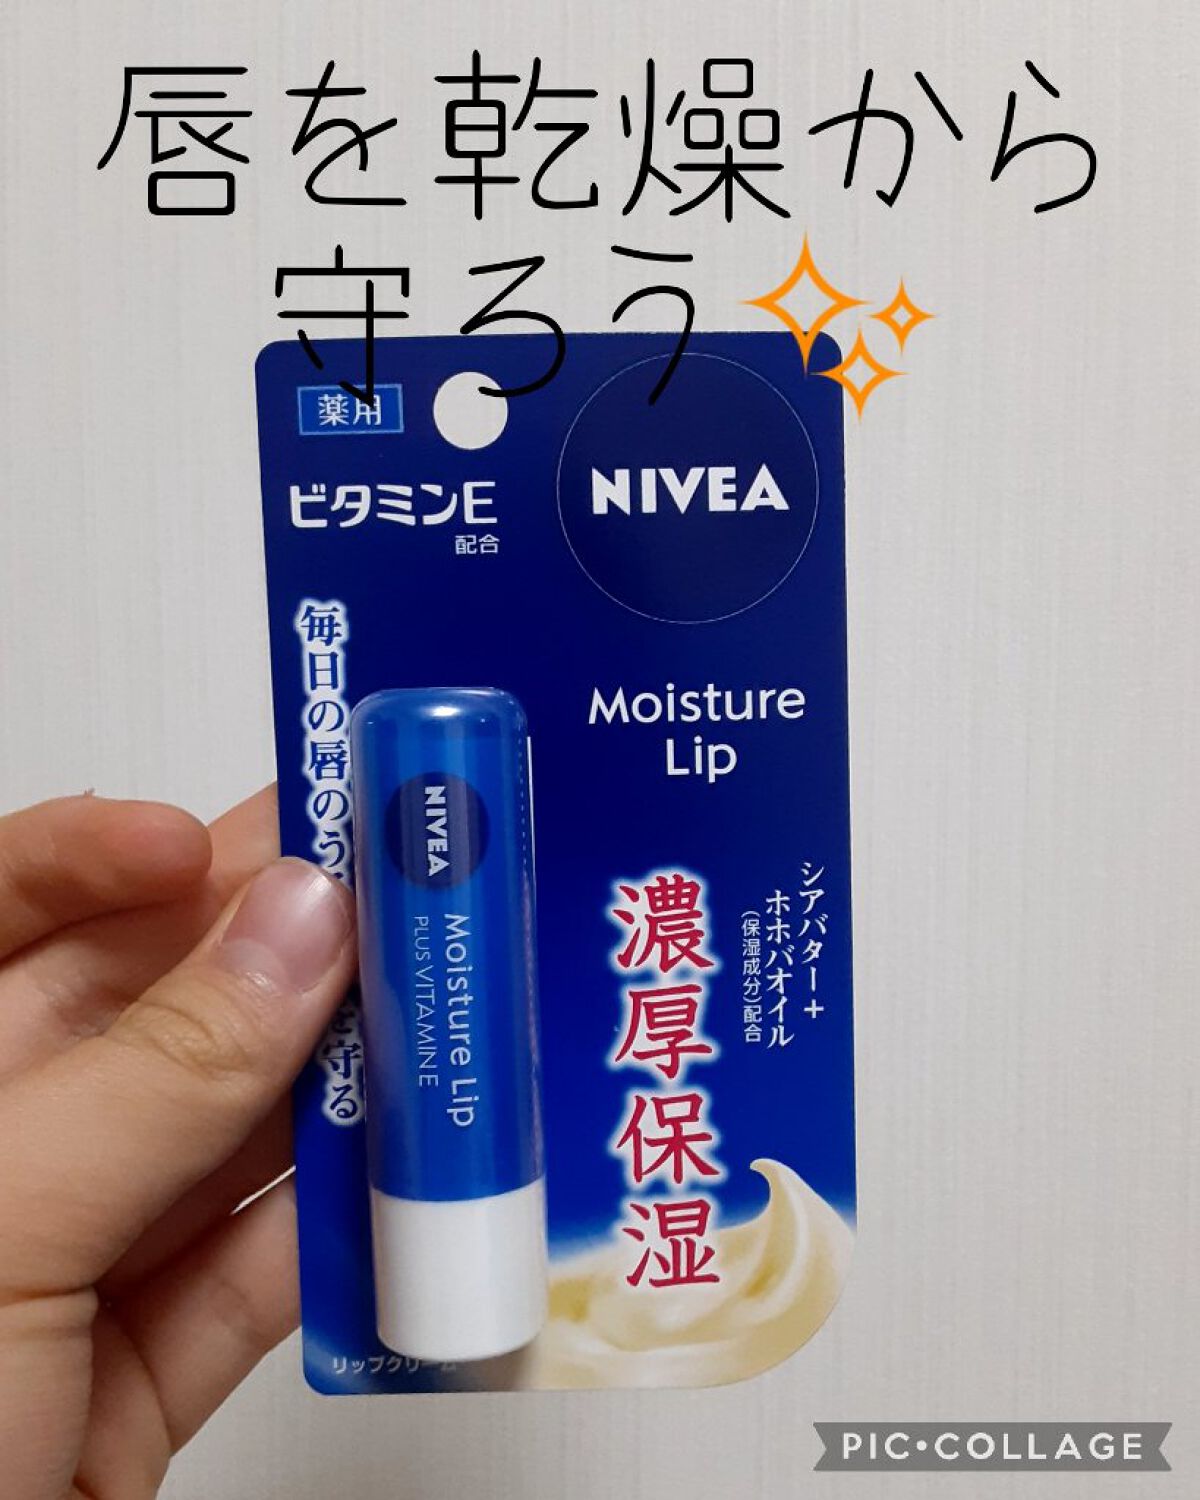 唇を乾燥から
守ろう✨
薬用
ビタミンE
配合
NIVEA
Moisture
Lip
毎日の唇のう
を守る
シアバター+
ホホバオイル
(保湿成分)配合
濃厚保湿
NIVEA
Moisture Lip
PLUS VITAMIN E
リップクリーム
PIC•COLLAGE